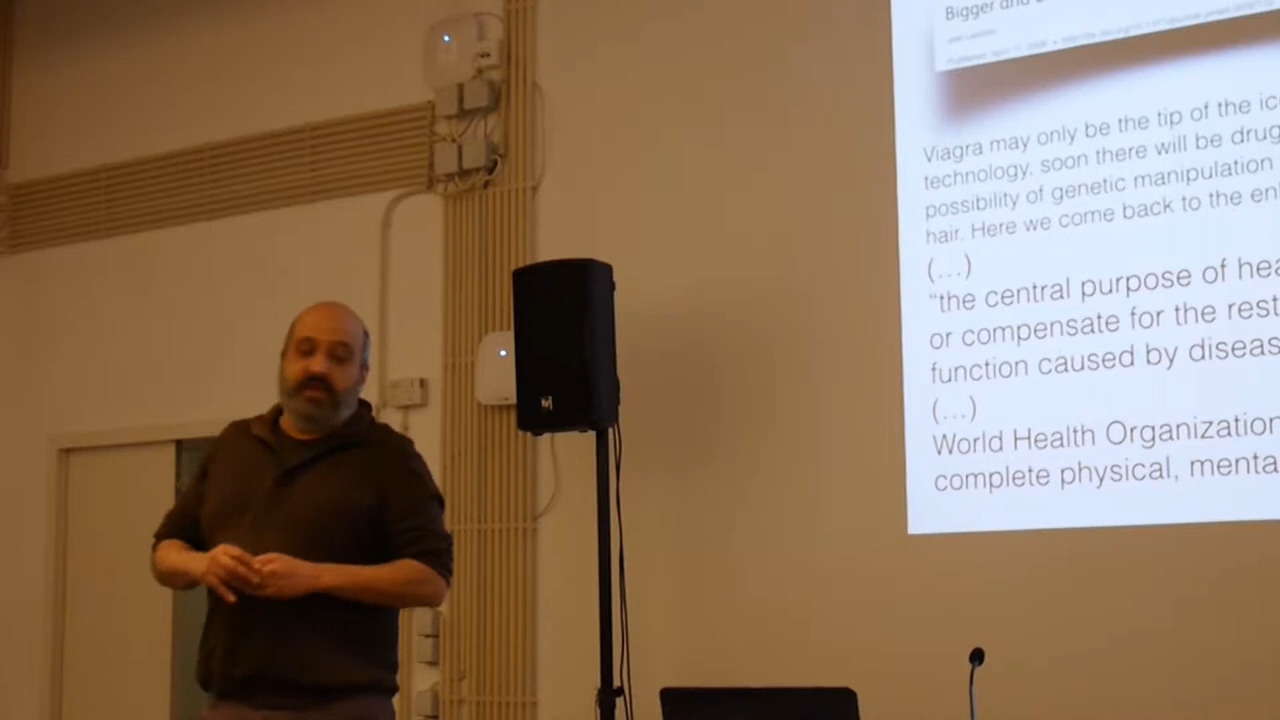 Bigger and
Viagra may only be the tip of the ic
technology, soon there will be drug
possibility of genetic manipulation
hair. Here we come back to the en
(...)
“the central purpose of hea
or compensate for the rest
function caused by diseas
(...)
World Health Organization
complete physical, menta